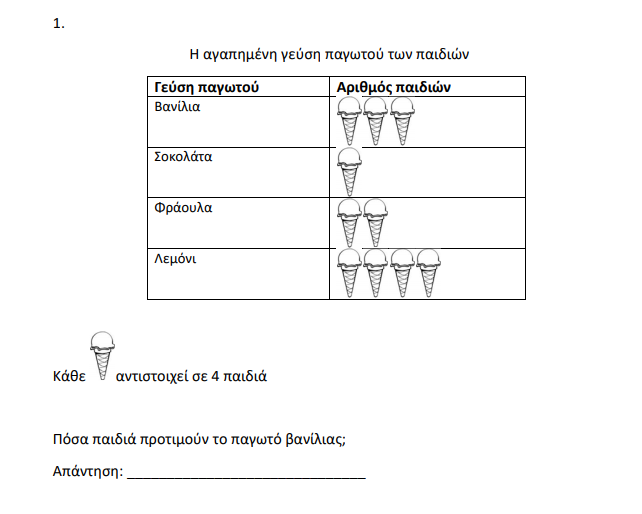 1.
Η αγαπημένη γεύση παγωτού των παιδιών
Γεύση παγωτού Αριθμός παιδιών
Βανίλια
Σοκολάτα
Φράουλα
Λεμόνι
Κάθε αντιστοιχεί σε 4 παιδιά
Πόσα παιδιά προτιμούν το παγωτό βανίλιας;
Απάντηση: ______________________________